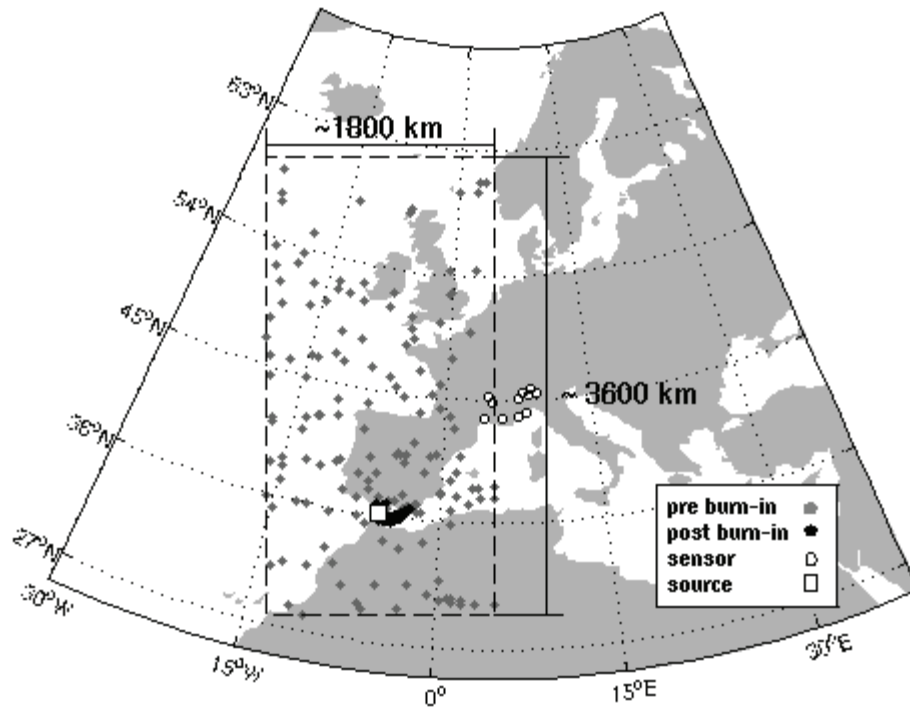 63°N
~1800 km
54°N
45°N
~ 3600 km
36°N
pre burn-in
post burn-in
sensor
source
27°N
30°W
15°W
0°
15°E
30°E